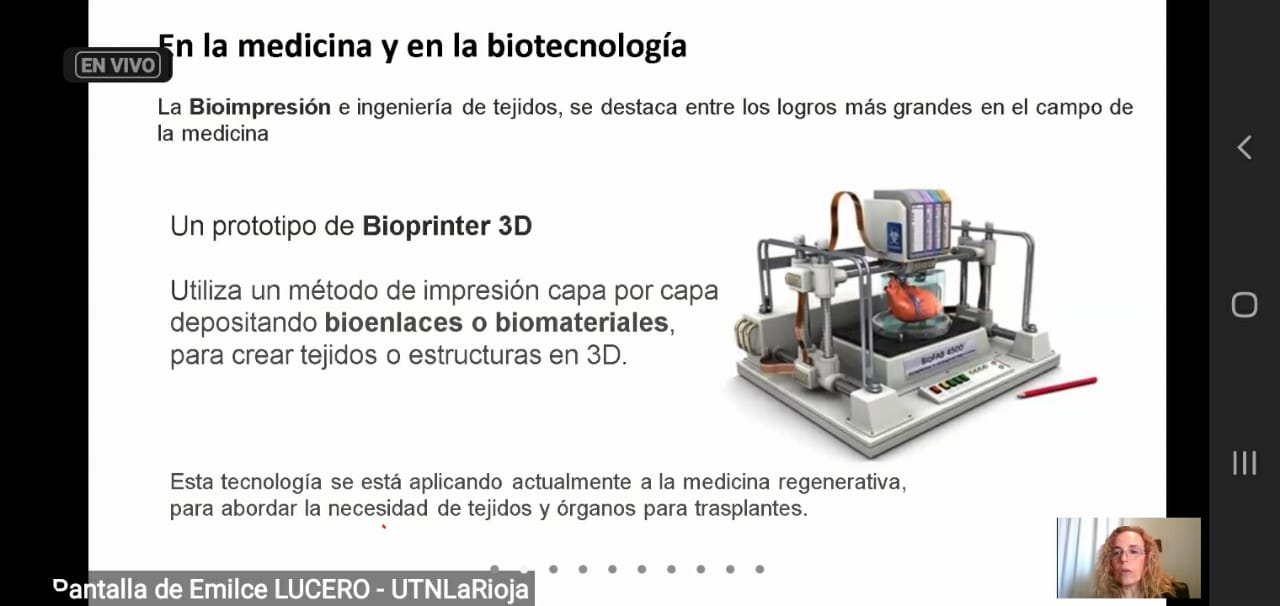 En la medicina y en la biotecnología
EN VIVO
La Bioimpresión e ingeniería de tejidos, se destaca entre los logros más grandes en el campo de
la medicina
Un prototipo de Bioprinter 3D
Utiliza un método de impresión capa por capa
depositando bioenlaces o biomateriales,
para crear tejidos o estructuras en 3D.
BioFAB 4500
Esta tecnología se está aplicando actualmente a la medicina regenerativa,
para abordar la necesidad de tejidos y órganos para trasplantes.
Pantalla de Emilce LUCERO - UTNLaRioja